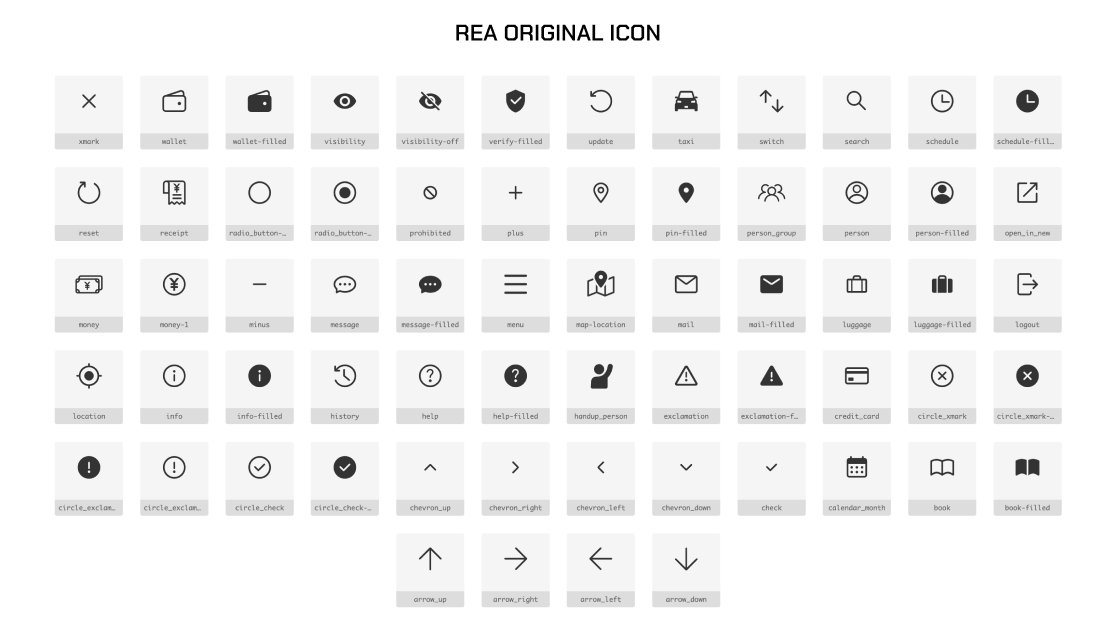 REA ORIGINAL ICON
xmark
wallet
wallet-filled
visibility
visibility-off
verify-filled
update
taxi
switch
search
schedule
schedule-fill…
reset
receipt
radio_button-…
radio_button-…
prohibited
plus
pin
pin-filled
person_group
person
person-filled
open_in_new
money
money-1
minus
message
message-filled
menu
map-location
mail
mail-filled
luggage
luggage-filled
logout
location
info
info-filled
history
help
help-filled
handup_person
exclamation
exclamation-f…
credit_card
circle_xmark
circle_xmark-…
circle_exclam…
circle_exclam…
circle_check
circle_check-…
chevron_up
chevron_right
chevron_left
chevron_down
check
calendar_month
book
book-filled
arrow_up
arrow_right
arrow_left
arrow_down